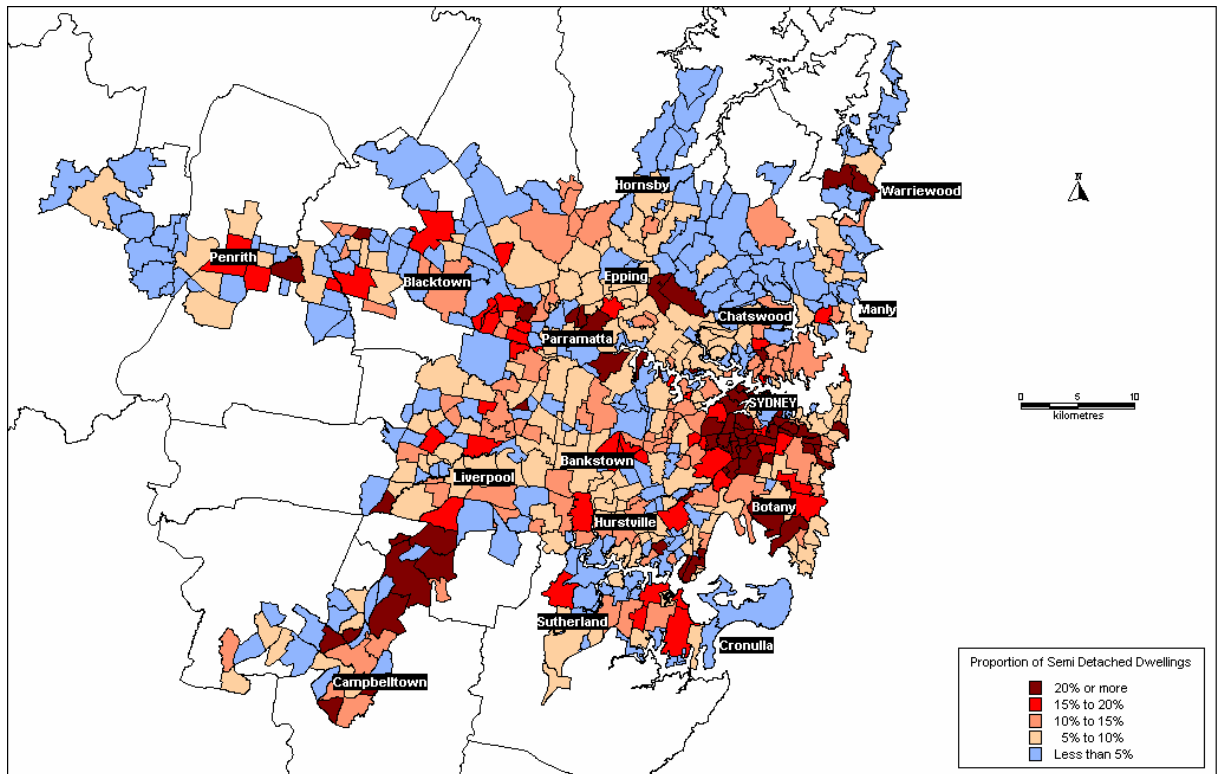 Hornsby
Warriewood
N
Penrith
Epping
Blacktown
Manly
Chatswood
Parramatta
0 5 10
kilometres
SYDNEY
Bankstown
Liverpool
Botany
Hurstville
Sutherland
Cronulla
Campbelltown
Proportion of Semi Detached Dwellings
20% or more
15% to 20%
10% to 15%
5% to 10%
Less than 5%